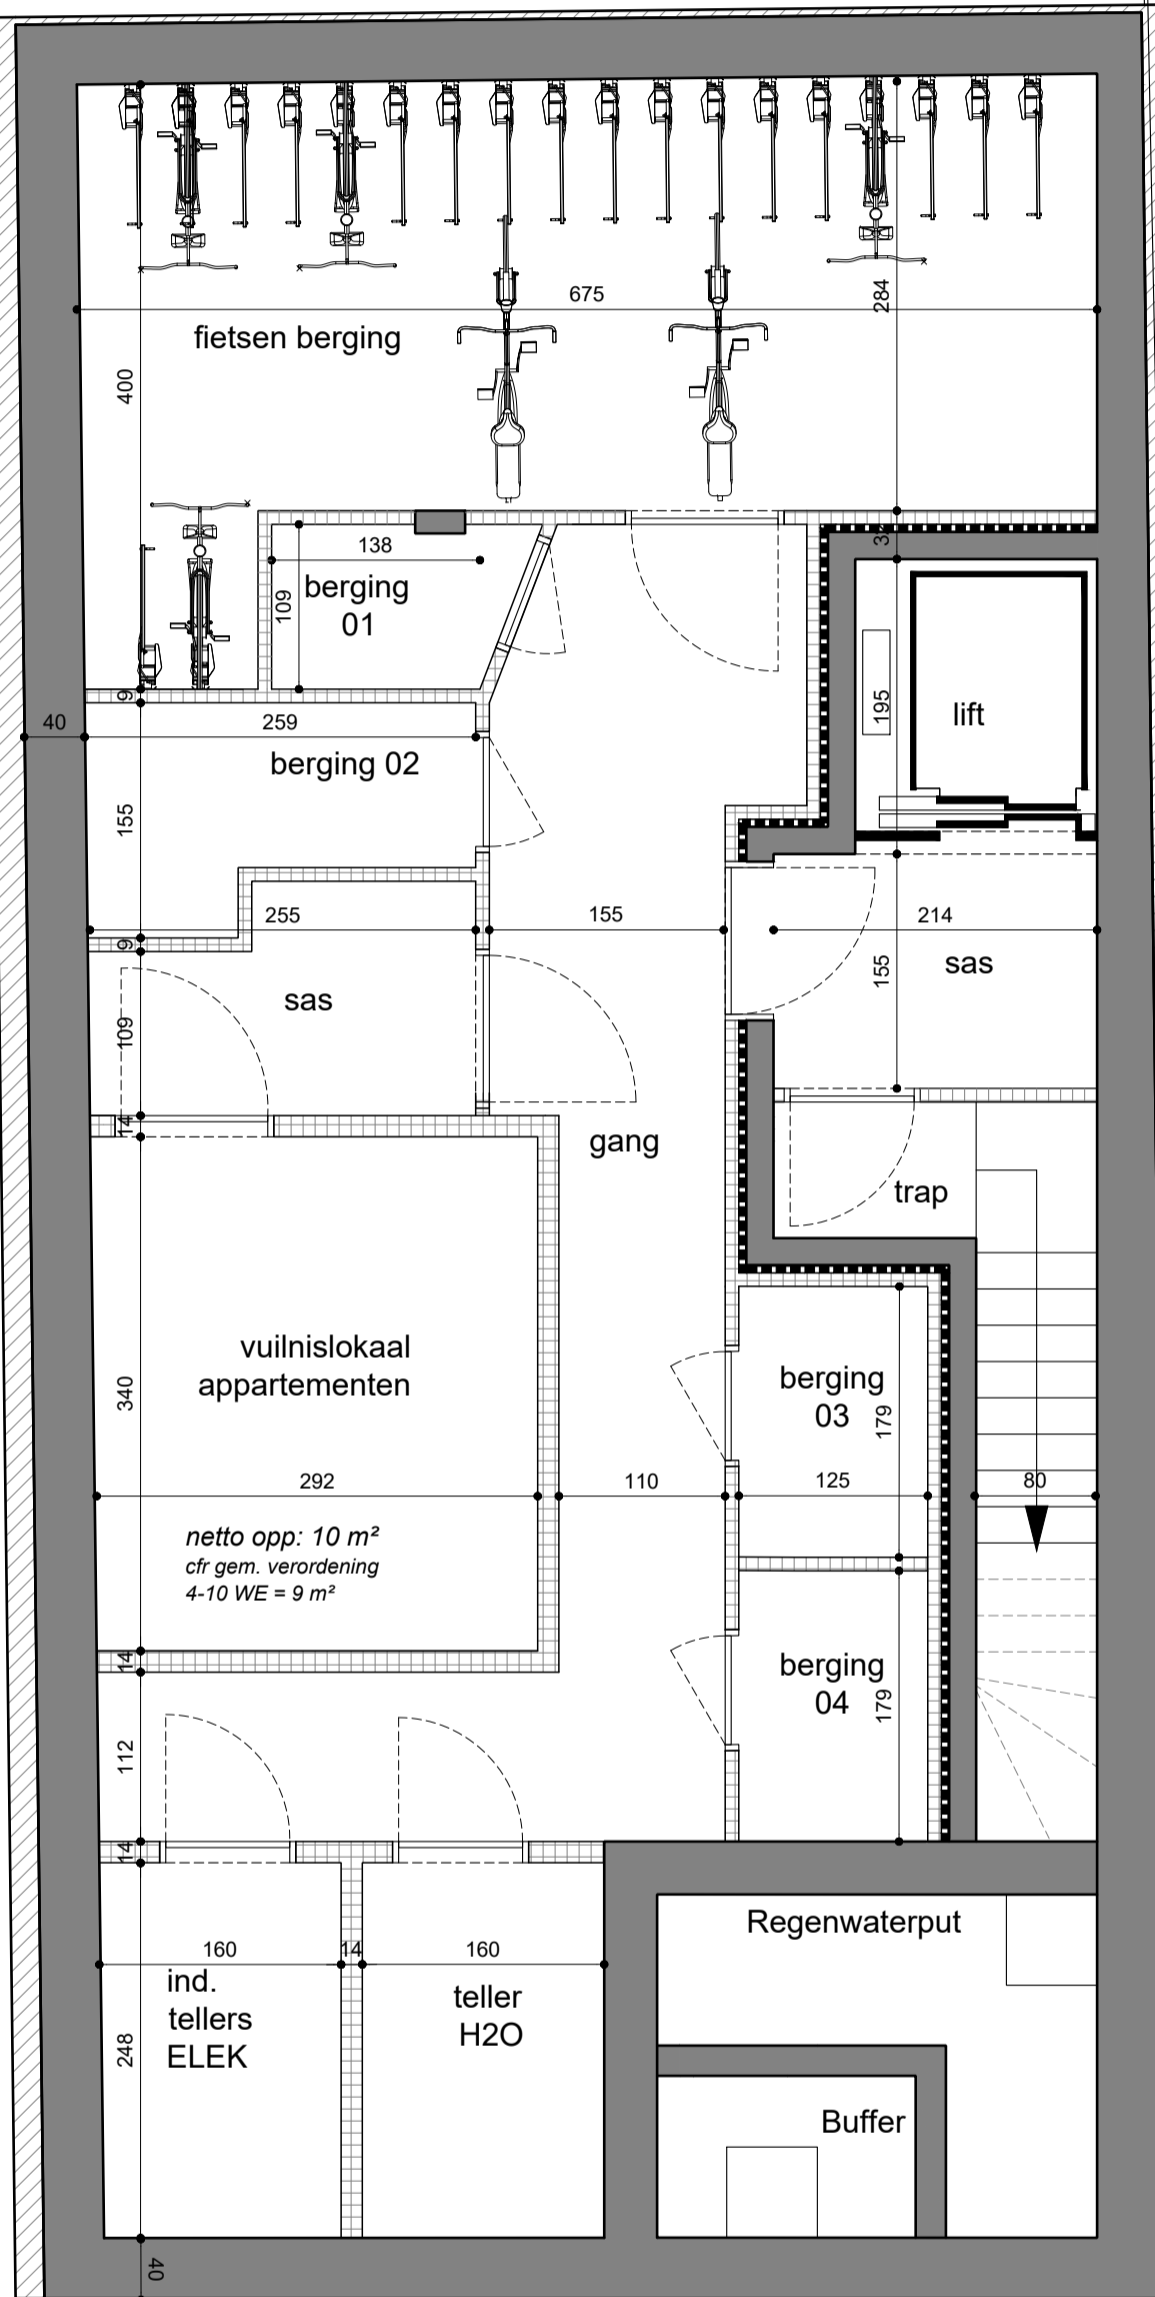 675
284
fietsen berging
400
138
109
berging
01
9
40
259
berging 02
195
lift
155
255
155
214
9
sas
155
sas
109
14
gang
trap
vuilnislokaal
appartementen
340
berging
03
179
292
110
125
80
netto opp: 10 m²
cfr gem. verordening
4-10 WE = 9 m²
14
berging
04
179
112
14
Regenwaterput
160
14
160
ind.
tellers
ELEK
teller
H2O
248
Buffer
40